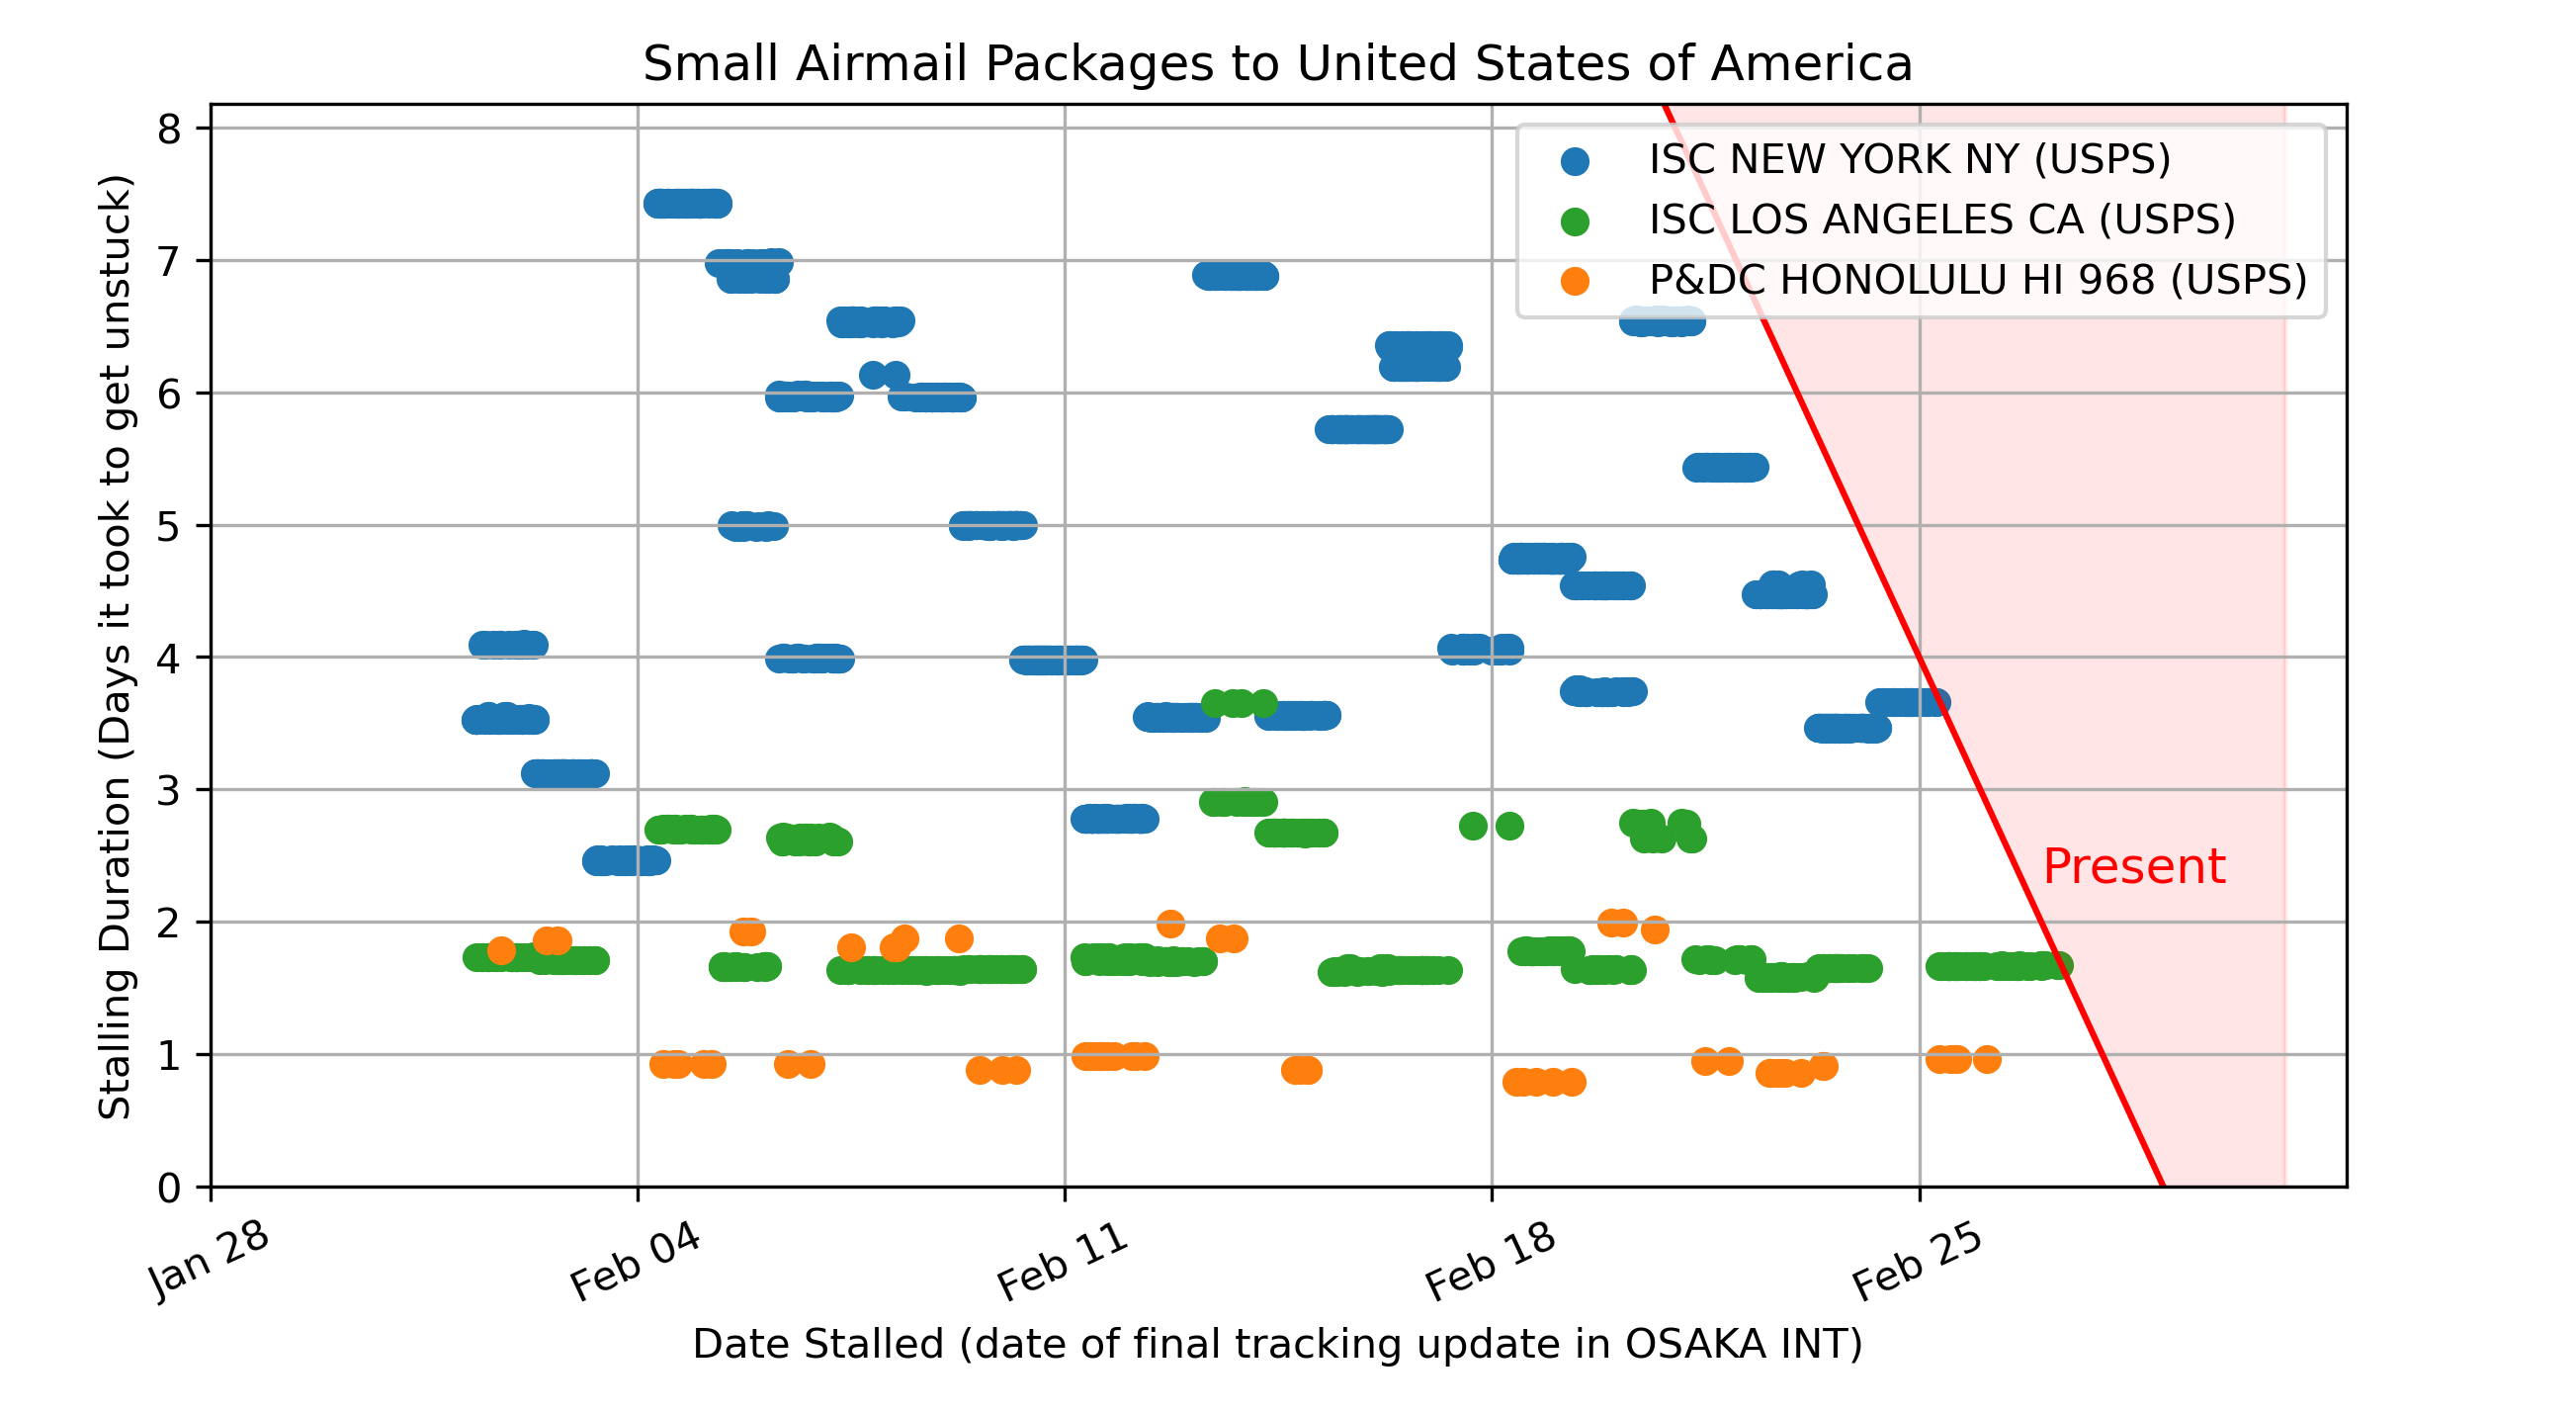 Small Airmail Packages to United States of America
Stalling Duration (Days it took to get unstuck)
8
7
6
5
4
3
2
1
0
ISC NEW YORK NY (USPS)
ISC LOS ANGELES CA (USPS)
P&DC HONOLULU HI 968 (USPS)
Present
Jan 28
Feb 04
Feb 11
Feb 18
Feb 25
Date Stalled (date of final tracking update in OSAKA INT)